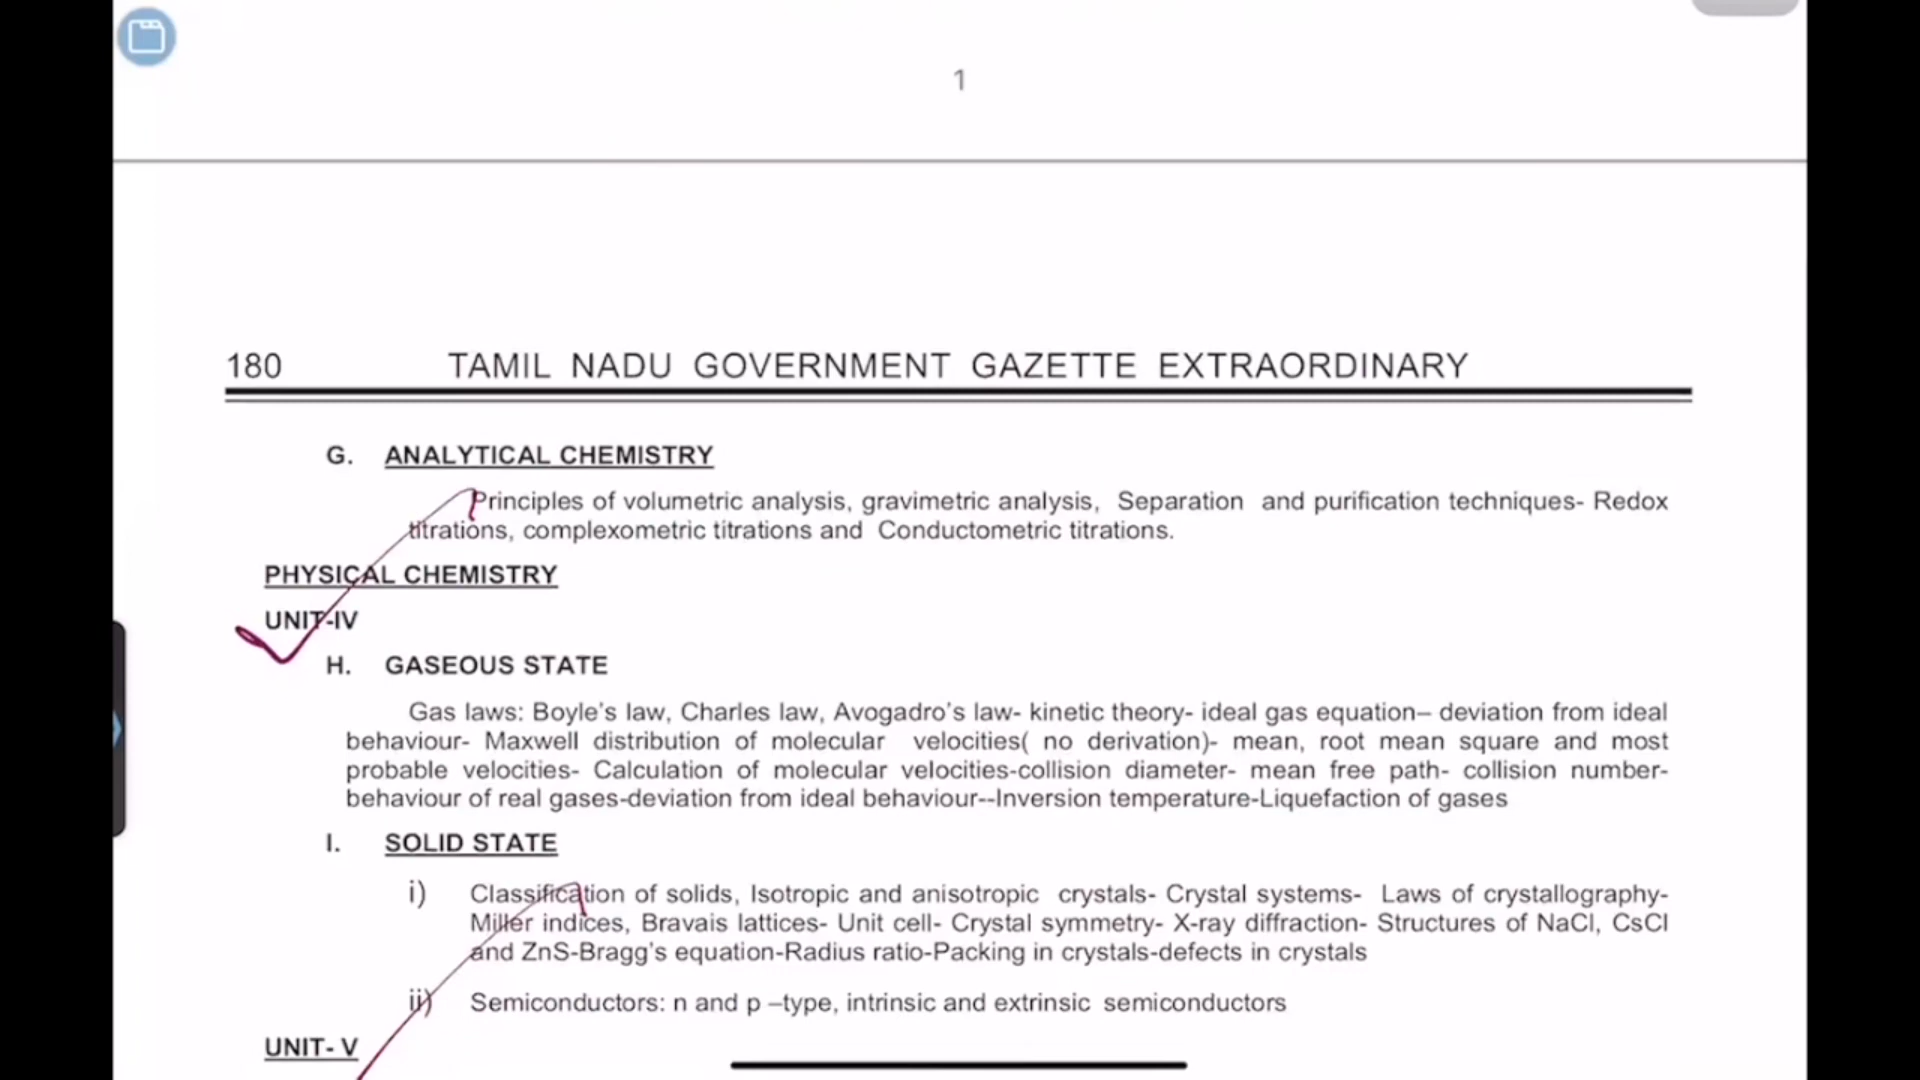 1
180 TAMIL NADU GOVERNMENT GAZETTE EXTRAORDINARY
G. ANALYTICAL CHEMISTRY
Principles of volumetric analysis, gravimetric analysis, Separation and purification techniques- Redox
titrations, complexometric titrations and Conductometric titrations.
PHYSICAL CHEMISTRY
UNIT-IV
H. GASEOUS STATE
Gas laws: Boyle's law, Charles law, Avogadro's law- kinetic theory- ideal gas equation– deviation from ideal
behaviour- Maxwell distribution of molecular velocities( no derivation)- mean, root mean square and most
probable velocities- Calculation of molecular velocities-collision diameter- mean free path- collision number-
behaviour of real gases-deviation from ideal behaviour--Inversion temperature-Liquefaction of gases
I. SOLID STATE
i) Classification of solids, Isotropic and anisotropic crystals- Crystal systems- Laws of crystallography-
Miller indices, Bravais lattices- Unit cell- Crystal symmetry- X-ray diffraction- Structures of NaCl, CsCl
and ZnS-Bragg's equation-Radius ratio-Packing in crystals-defects in crystals
ii) Semiconductors: n and p –type, intrinsic and extrinsic semiconductors
UNIT- V